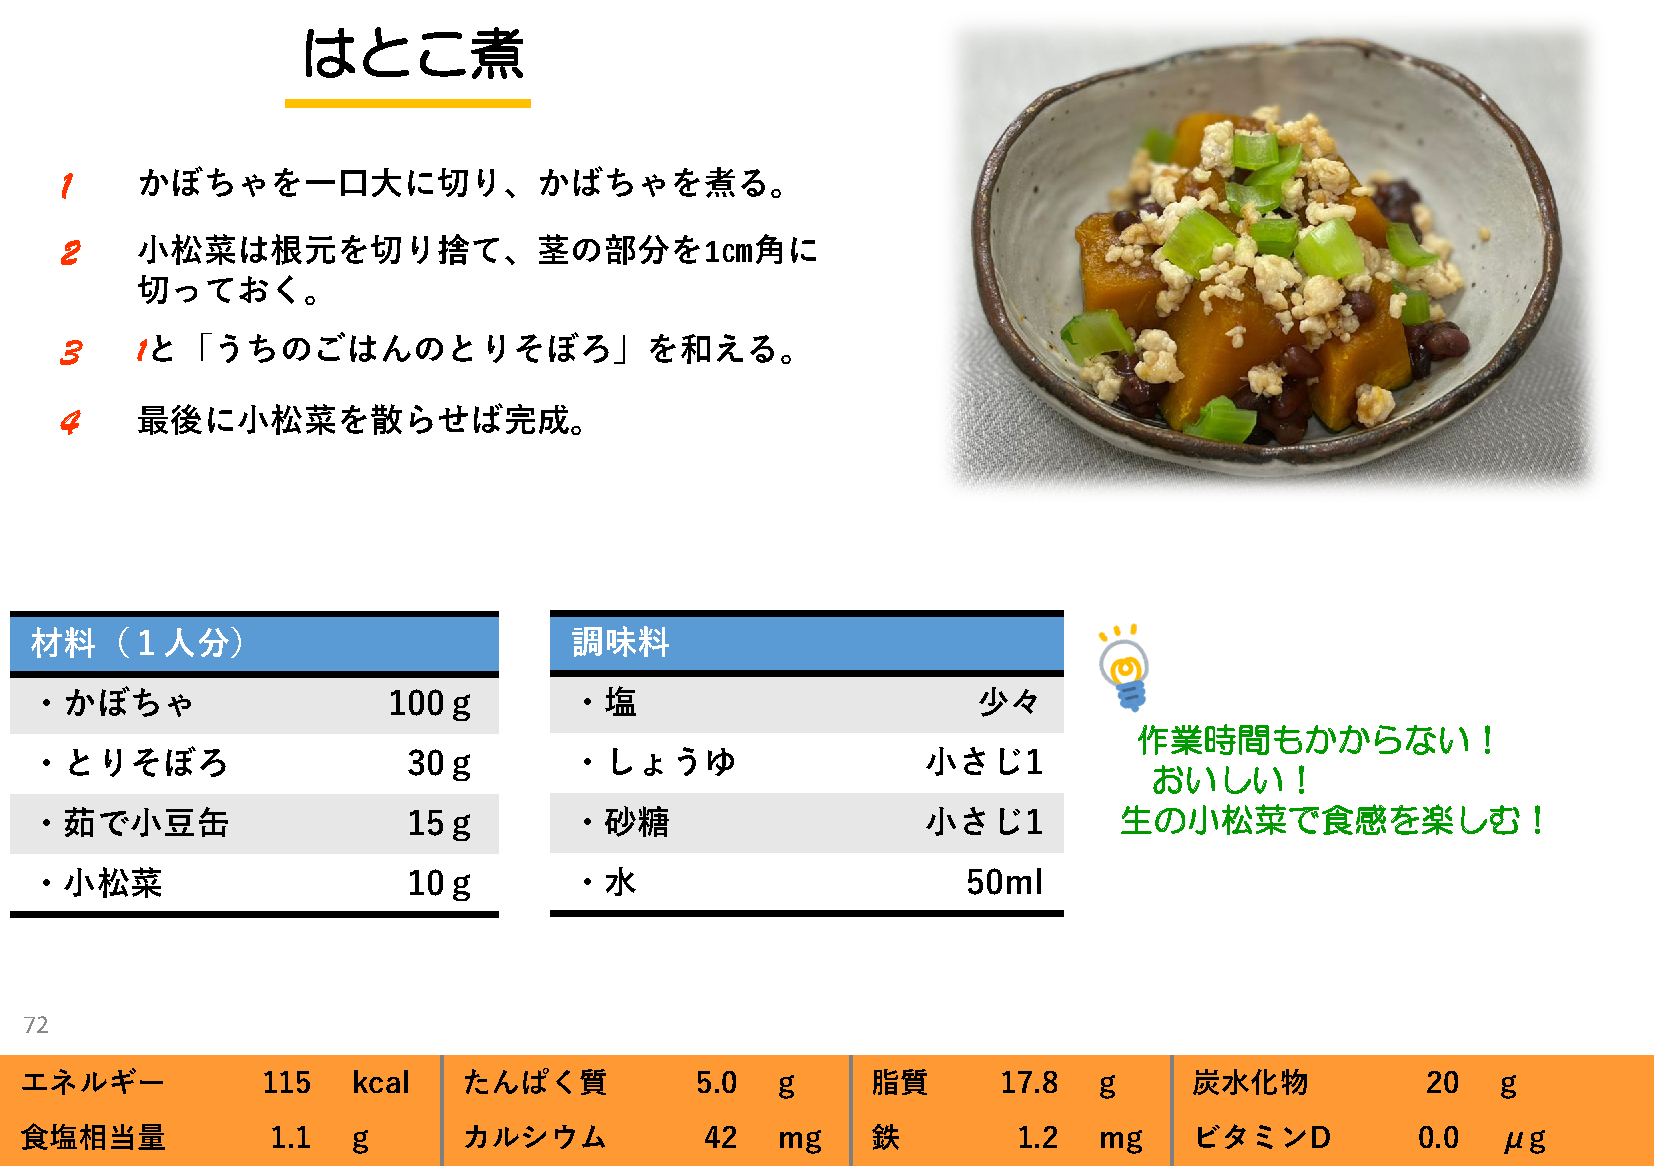 はとこ煮
1 かぼちゃを一口大に切り、かばちゃを煮る。
2 小松菜は根元を切り捨て、茎の部分を1㎝角に
切っておく。
3 1と「うちのごはんのとりそぼろ」を和える。
4 最後に小松菜を散らせば完成。
材料（１人分）
・かぼちゃ 100ｇ
・とりそぼろ 30ｇ
・茹で小豆缶 15ｇ
・小松菜 10ｇ
調味料
・塩 少々
・しょうゆ 小さじ1
・砂糖 小さじ1
・水 50ml
作業時間もかからない！
おいしい！
生の小松菜で食感を楽しむ！
72
エネルギー 115 kcal たんぱく質 5.0 g 脂質 17.8 g 炭水化物 20 g
食塩相当量 1.1 g カルシウム 42 mg 鉄 1.2 mg ビタミンD 0.0 μg